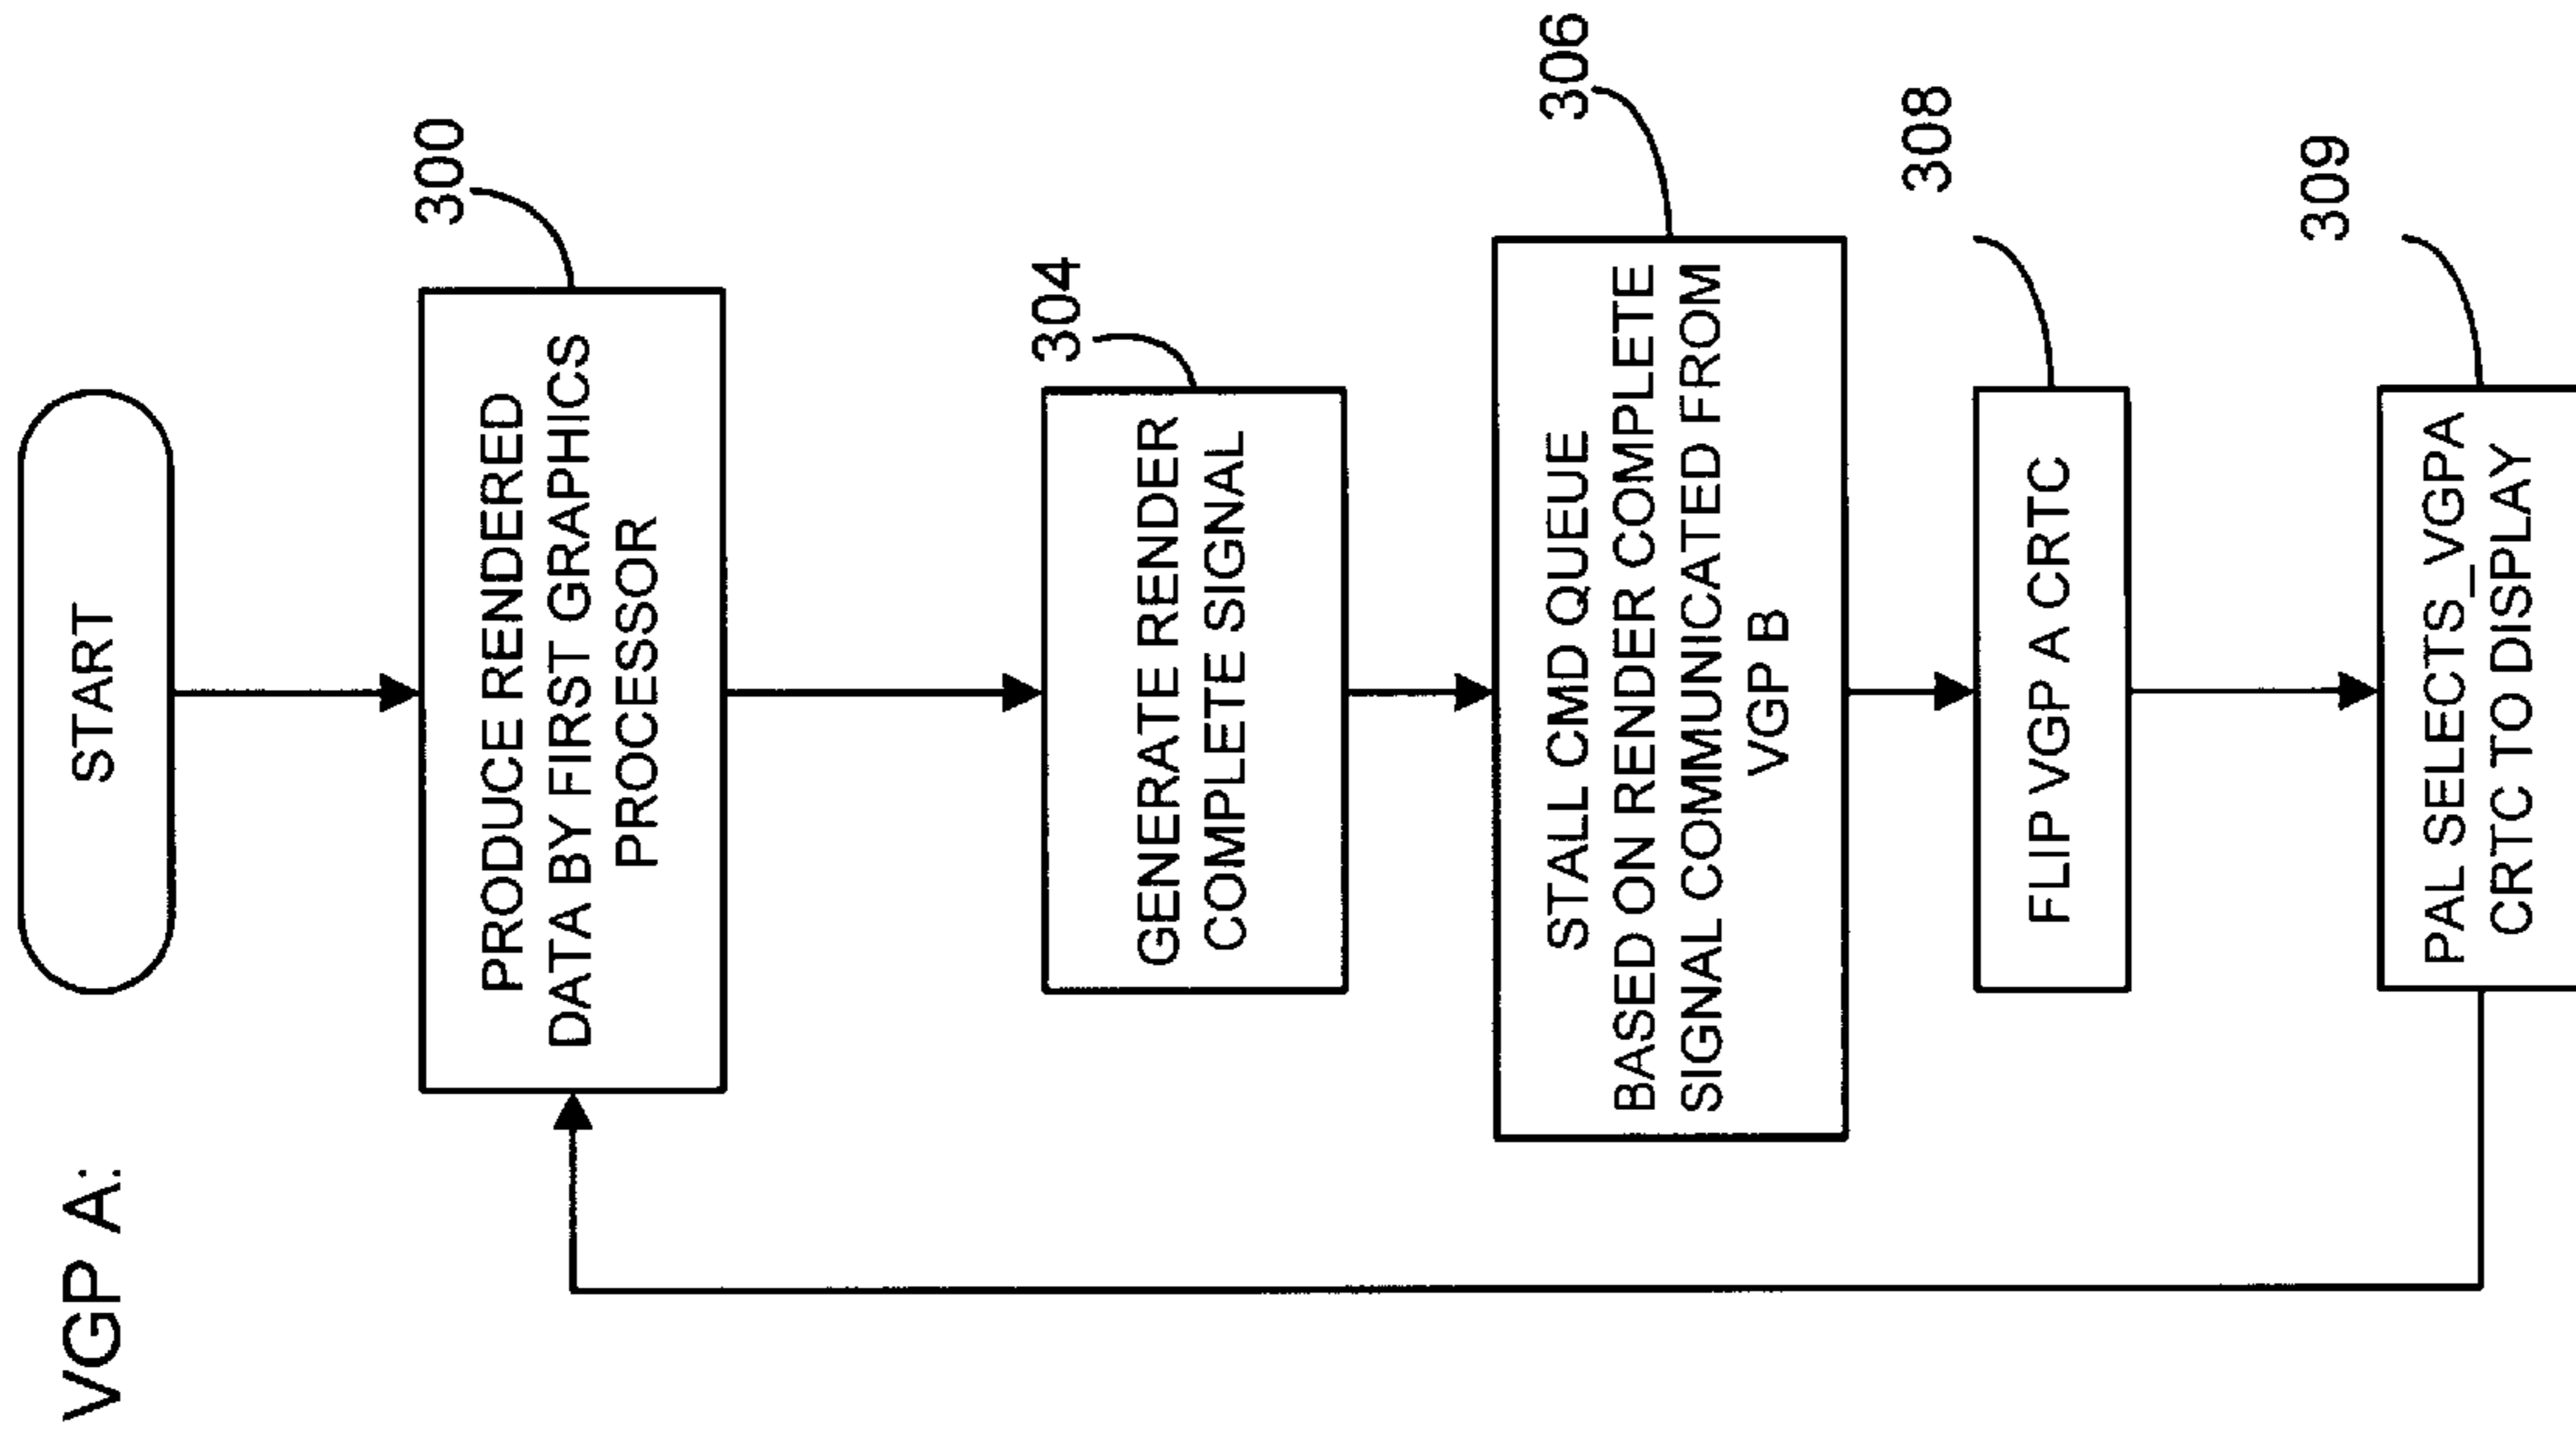 VGP A:
START
300
PRODUCE RENDERED
DATA BY FIRST GRAPHICS
PROCESSOR
304
GENERATE RENDER
COMPLETE SIGNAL
306
STALL CMD QUEUE
BASED ON RENDER COMPLETE
SIGNAL COMMUNICATED FROM
VGP B
308
FLIP VGP A CRTC
309
PAL SELECTS_VGPA
CRTC TO DISPLAY